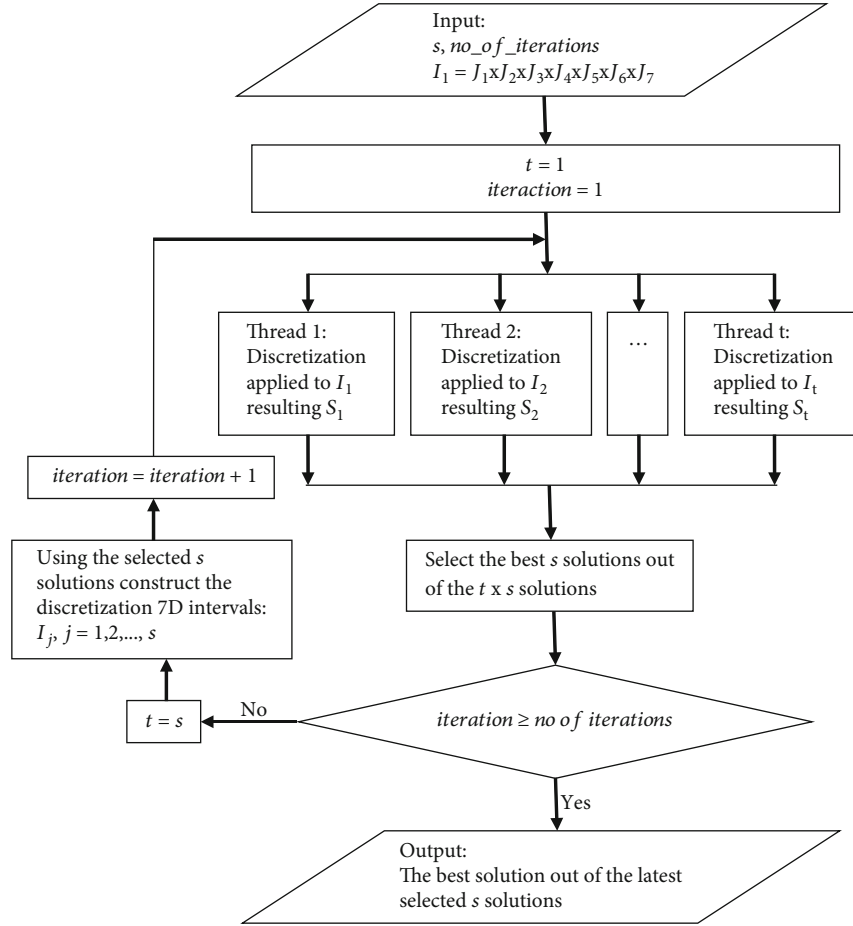 Input:
s, no_of_iterations
I₁ = J₁xJ₂xJ₃xJ₄xJ₅xJ₆xJ₇
t = 1
iteraction = 1
Thread 1:
Discretization
applied to I₁
resulting S₁
Thread 2:
Discretization
applied to I₂
resulting S₂
...
Thread t:
Discretization
applied to Iₜ
resulting Sₜ
iteration = iteration + 1
Using the selected s
solutions construct the
discretization 7D intervals:
Iⱼ, j = 1,2,..., s
Select the best s solutions out
of the t x s solutions
t = s
No
iteration ≥ no of iterations
Yes
Output:
The best solution out of the latest
selected s solutions